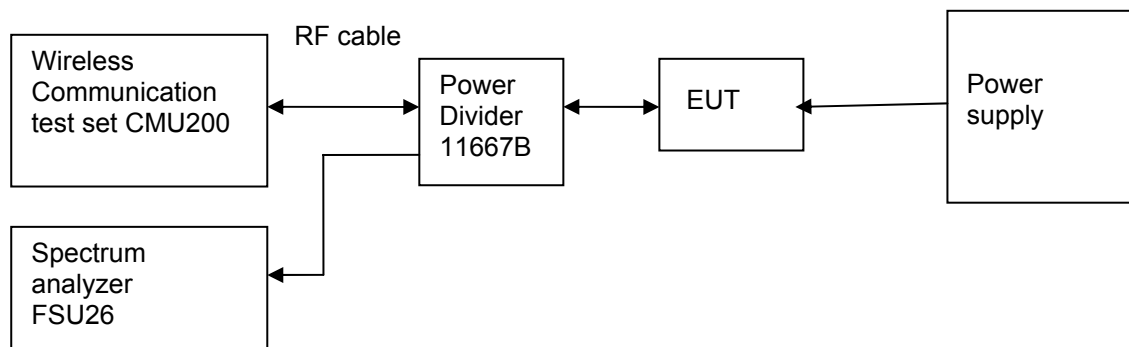 RF cable
Wireless
Communication
test set CMU200
Power
Divider
11667B
EUT
Power
supply
Spectrum
analyzer
FSU26